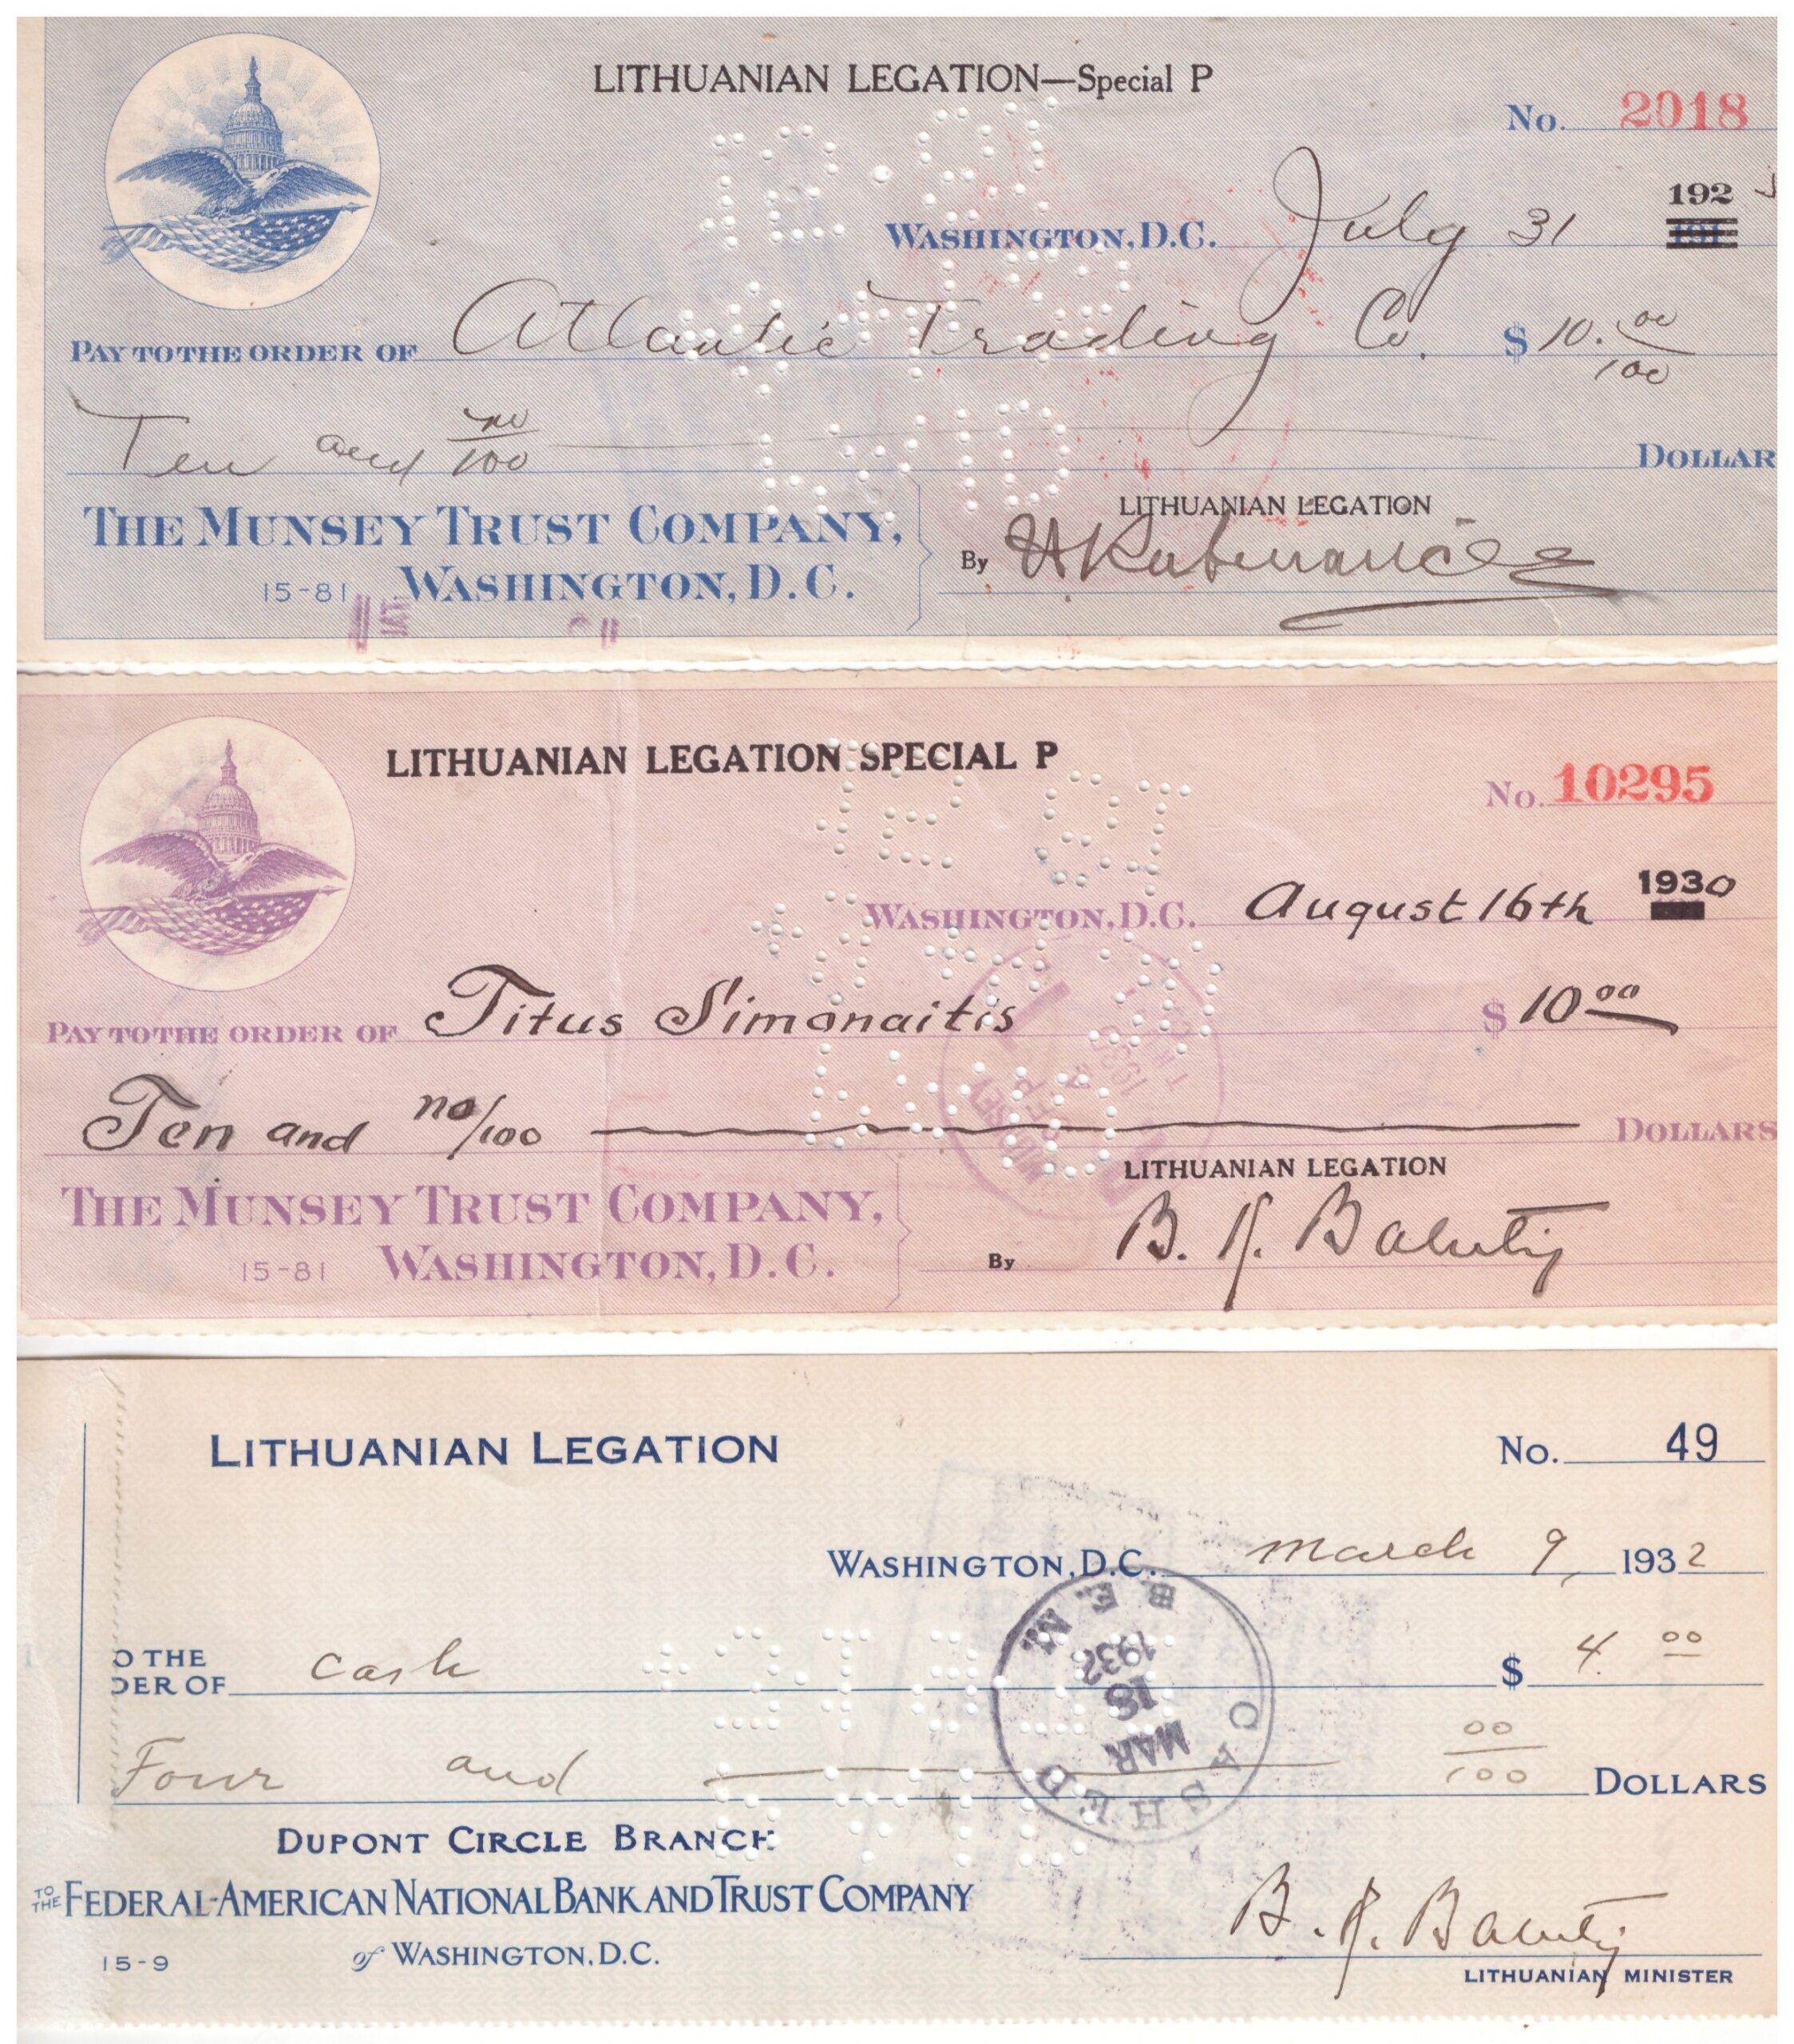 LITHUANIAN LEGATION—Special P
No. 2018
192
WASHINGTON, D.C. July 31
PAY TO THE ORDER OF Atlantic Trading Co. $ 10. 00/100
Ten and no/100 DOLLAR
THE MUNSEY TRUST COMPANY,
LITHUANIAN LEGATION
By
15-81 WASHINGTON, D.C.
LITHUANIAN LEGATION SPECIAL P
No. 10295
WASHINGTON, D.C. August 16th 1930
PAY TO THE ORDER OF Titus Simonaitis $ 10 00
Ten and no/100 DOLLARS
THE MUNSEY TRUST COMPANY,
LITHUANIAN LEGATION
15-81 WASHINGTON, D.C.
By B. K. Balutis
LITHUANIAN LEGATION
No. 49
WASHINGTON, D.C. March 9, 1932
O THE
DER OF cash $ 4. 00
Four and 00/100 DOLLARS
CASHED
MAR
18
1932
B. E. M.
DUPONT CIRCLE BRANCH
TO THE FEDERAL-AMERICAN NATIONAL BANK AND TRUST COMPANY
15-9 of WASHINGTON, D.C.
B. K. Balutis
LITHUANIAN MINISTER